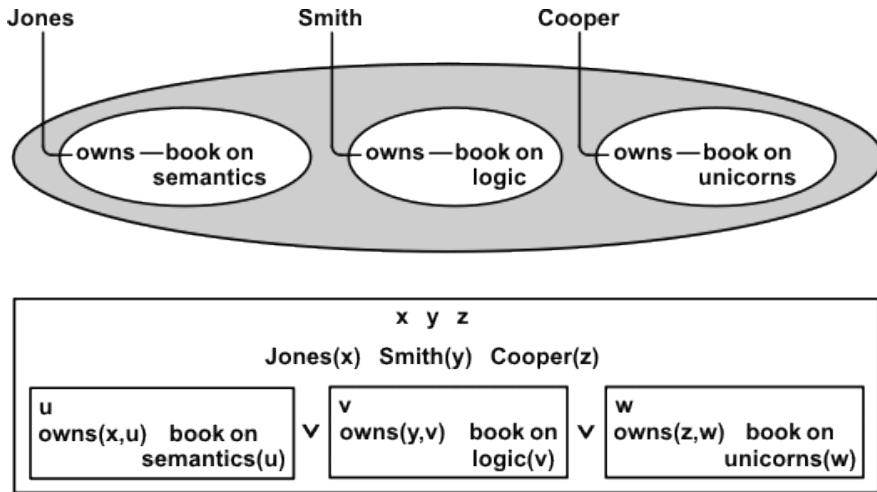 Jones Smith Cooper
owns — book on owns — book on owns — book on
semantics logic unicorns
x y z
Jones(x) Smith(y) Cooper(z)
u v w
owns(x,u) book on ∨ owns(y,v) book on ∨ owns(z,w) book on
semantics(u) logic(v) unicorns(w)